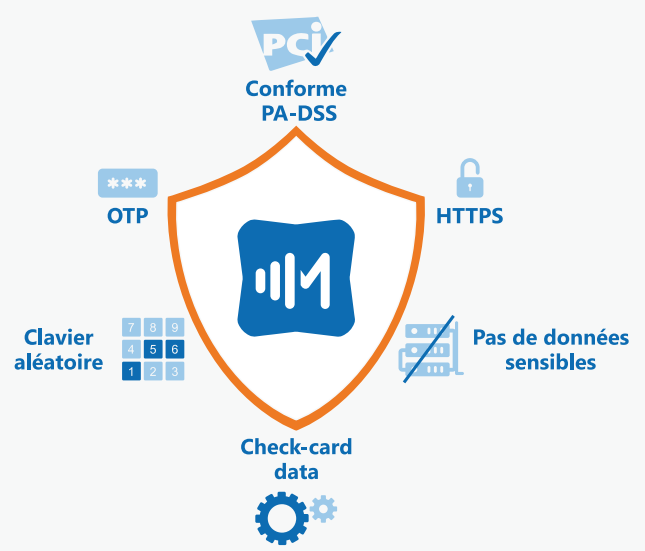 PCi
Conforme
PA-DSS
***
OTP
HTTPS
M
Clavier
aléatoire
7 8 9
4 5 6
1 2 3
Pas de données
sensibles
Check-card
data